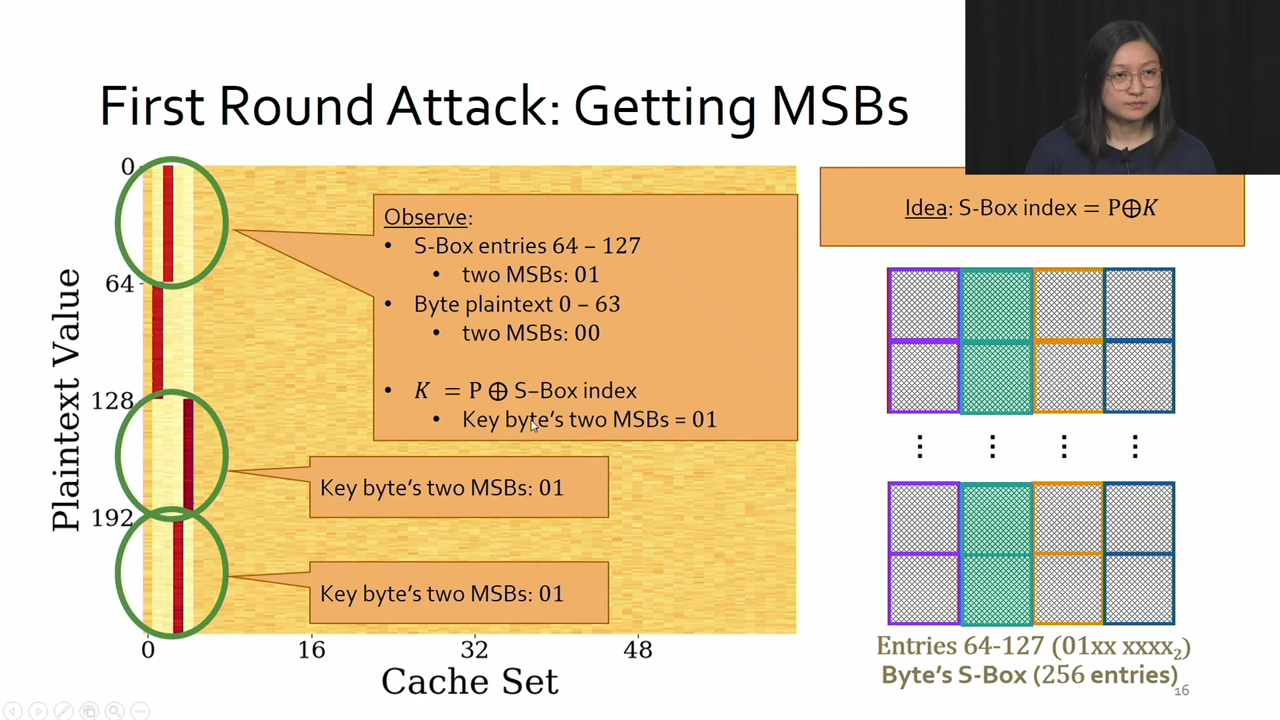 First Round Attack: Getting MSBs
0
64
128
192
Plaintext Value
0
16
32
48
Cache Set
Observe:
• S-Box entries 64 – 127
• two MSBs: 01
• Byte plaintext 0 – 63
• two MSBs: 00
• K = P ⊕ S–Box index
• Key byte's two MSBs = 01
Key byte's two MSBs: 01
Key byte's two MSBs: 01
Idea: S-Box index = P⊕K
⋮ ⋮ ⋮ ⋮
Entries 64-127 (01xx xxxx₂)
Byte's S-Box (256 entries)
16